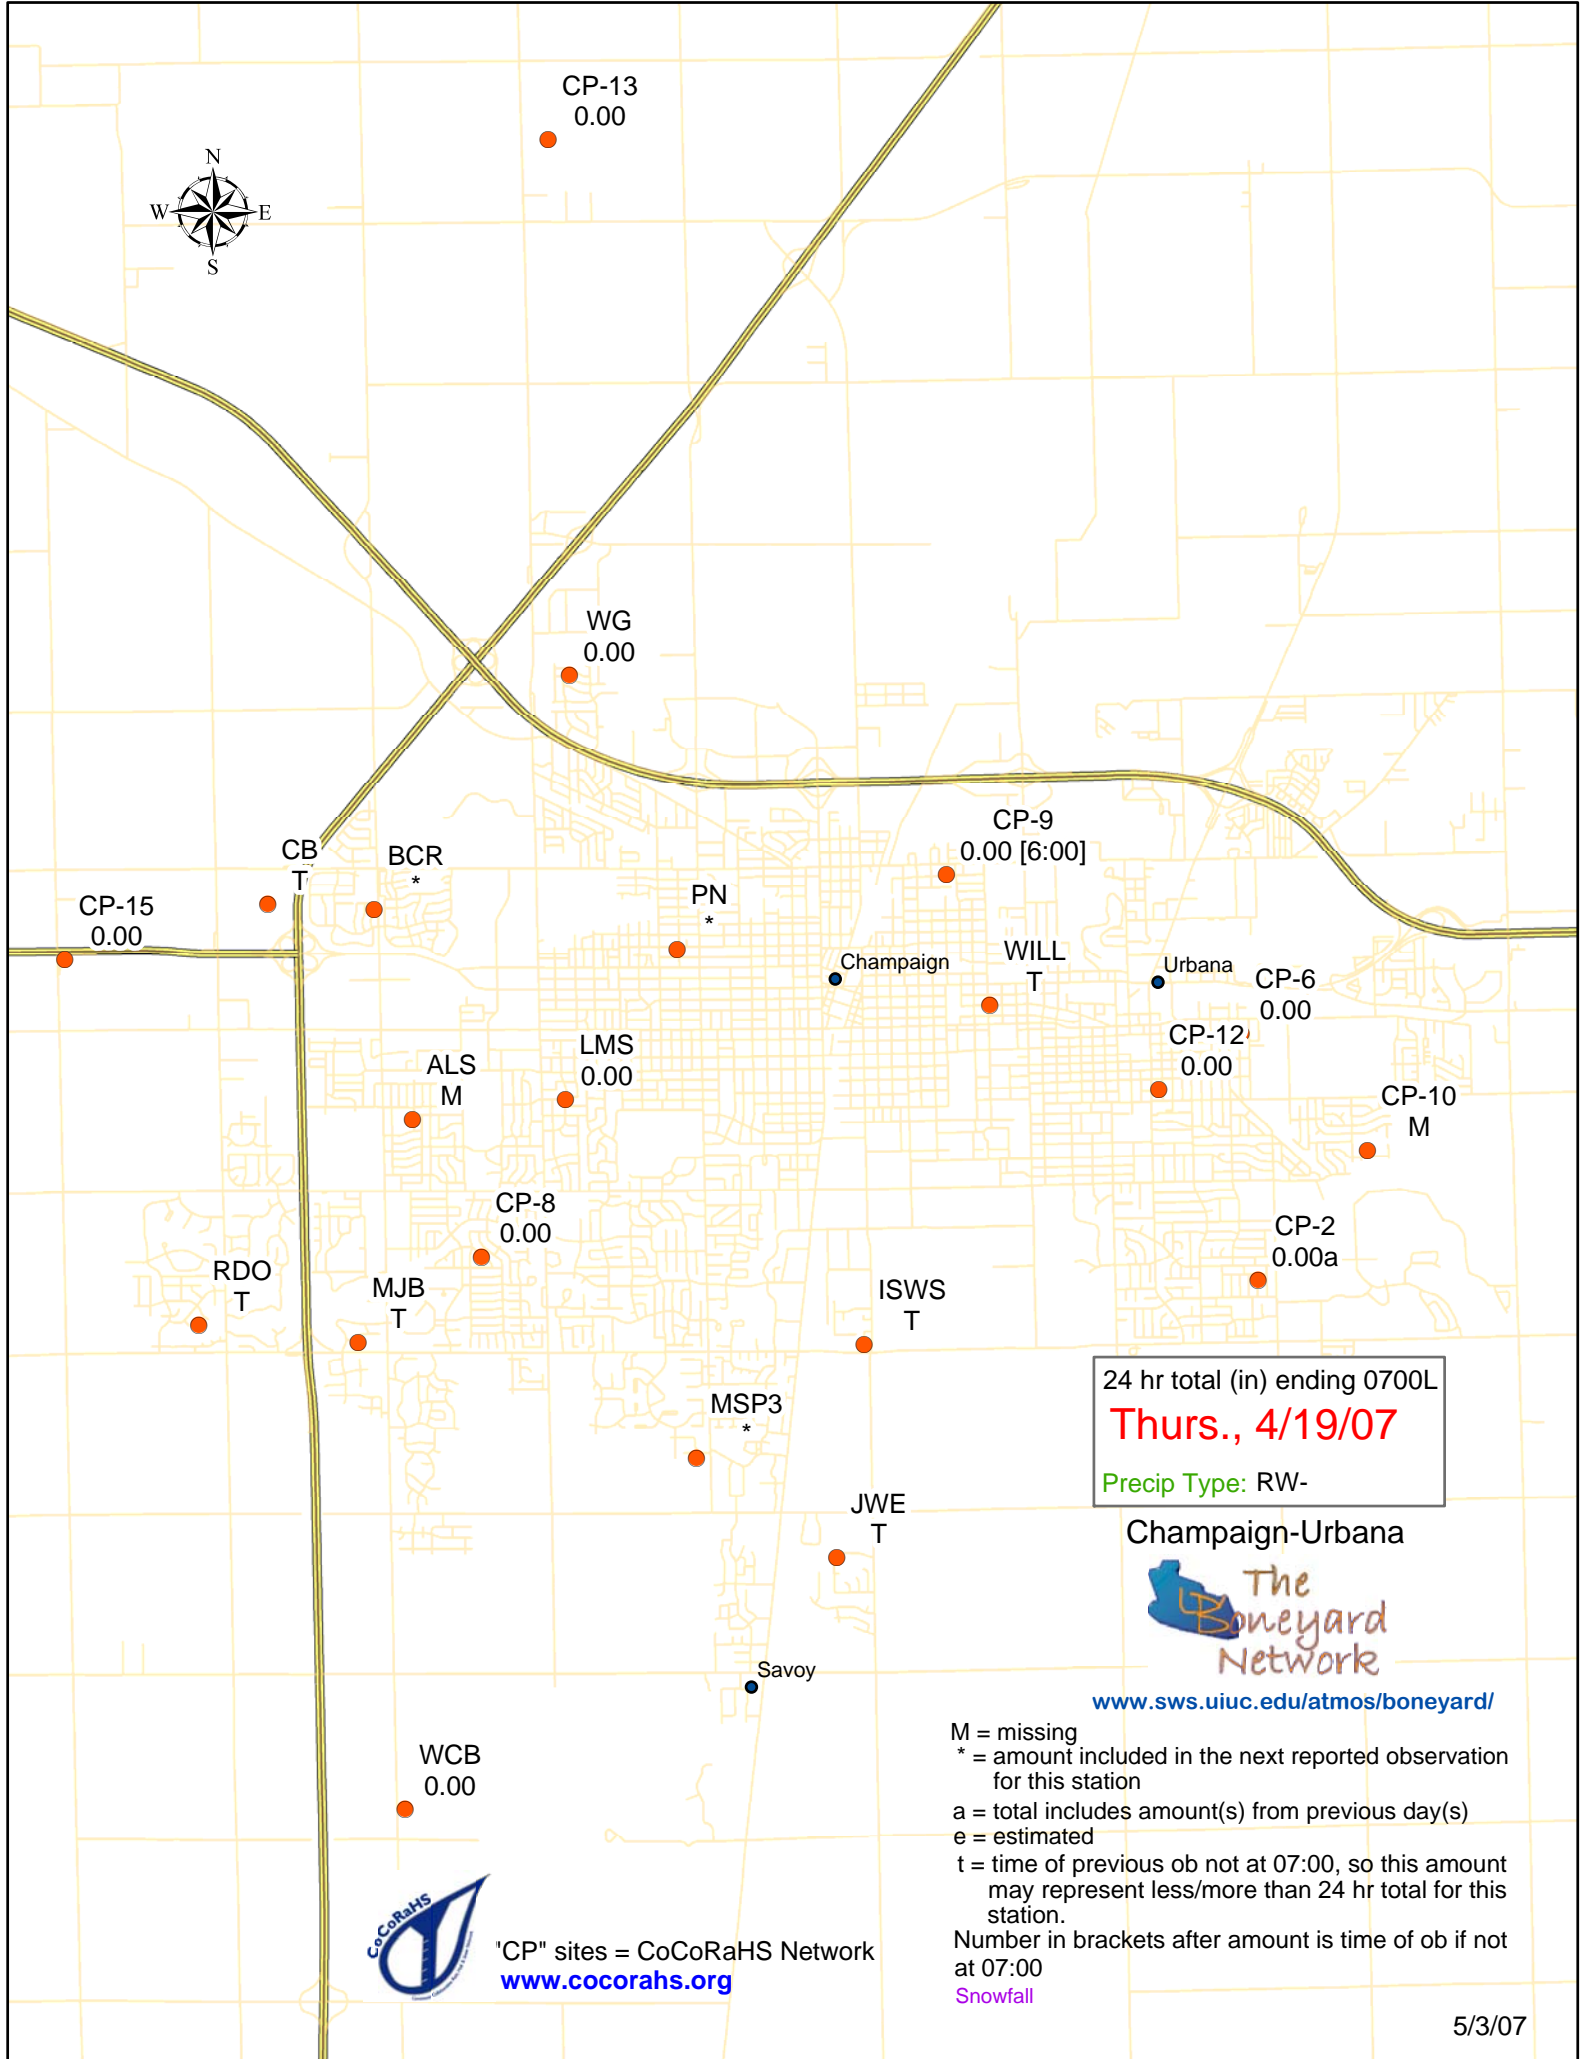 CP-13
0.00
N
W
E
S
WG
0.00
CP-9
0.00 [6:00]
CB
T
BCR
*
PN
*
CP-15
0.00
Champaign
WILL
T
Urbana
CP-6
0.00
CP-12
0.00
LMS
0.00
ALS
M
CP-10
M
CP-8
0.00
CP-2
0.00a
RDO
T
MJB
T
ISWS
T
MSP3
*
24 hr total (in) ending 0700L
Thurs., 4/19/07
Precip Type: RW-
JWE
T
Champaign-Urbana
The
Boneyard
Network
www.sws.uiuc.edu/atmos/boneyard/
Savoy
WCB
0.00
M = missing
* = amount included in the next reported observation
for this station
a = total includes amount(s) from previous day(s)
e = estimated
t = time of previous ob not at 07:00, so this amount
may represent less/more than 24 hr total for this
station.
Number in brackets after amount is time of ob if not
at 07:00
Snowfall
CoCoRaHS
"CP" sites = CoCoRaHS Network
www.cocorahs.org
5/3/07